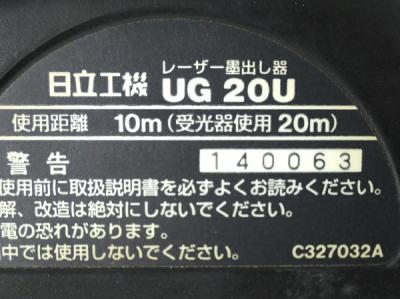 レーザー墨出し器
日立工機 UG 20U
使用距離 10m(受光器使用20m)
警告 140063
使用前に取扱説明書を必ずよくお読みください。
解、改造は絶対にしないでください。
電の恐れがあります。
中では使用しないでください。 C327032A